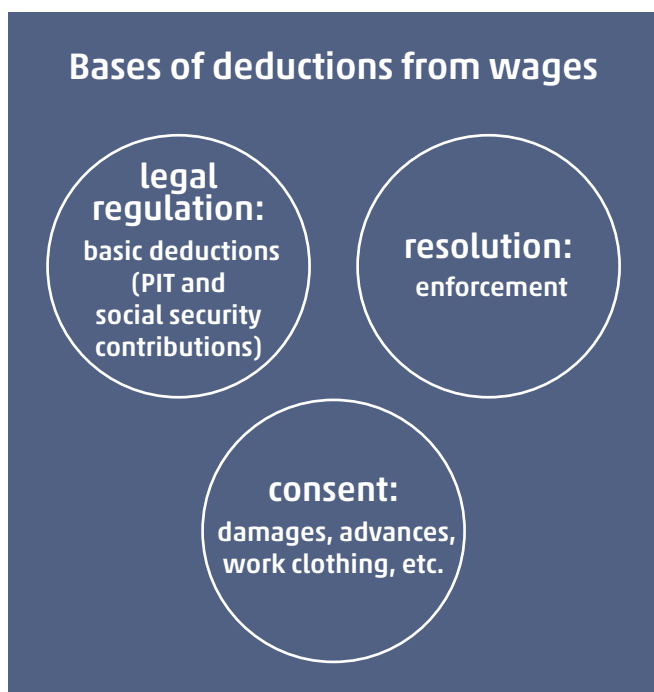 Bases of deductions from wages
legal
regulation:
basic deductions
(PIT and
social security
contributions)
resolution:
enforcement
consent:
damages, advances,
work clothing, etc.